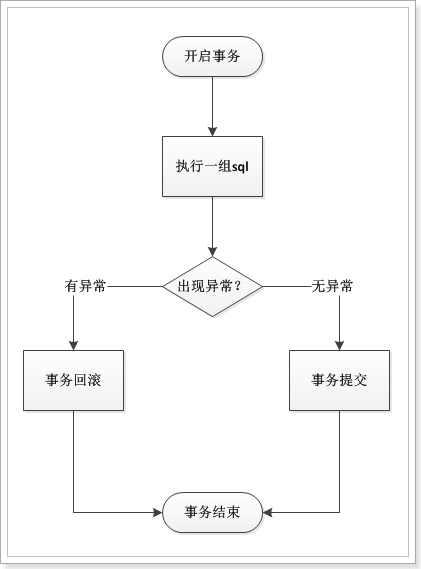 开启事务
执行一组sql
出现异常?
有异常
无异常
事务回滚
事务提交
事务结束